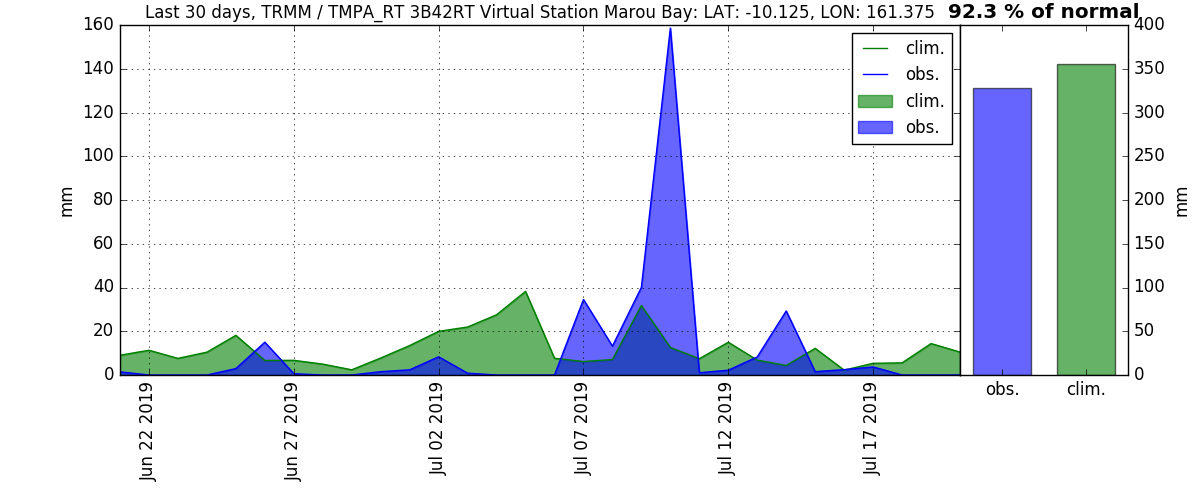 Last 30 days, TRMM / TMPA_RT 3B42RT Virtual Station Marou Bay: LAT: -10.125, LON: 161.375
92.3 % of normal
160
140
120
100
80
60
40
20
0
mm
clim.
obs.
clim.
obs.
Jun 22 2019
Jun 27 2019
Jul 02 2019
Jul 07 2019
Jul 12 2019
Jul 17 2019
400
350
300
250
200
150
100
50
0
mm
obs.
clim.